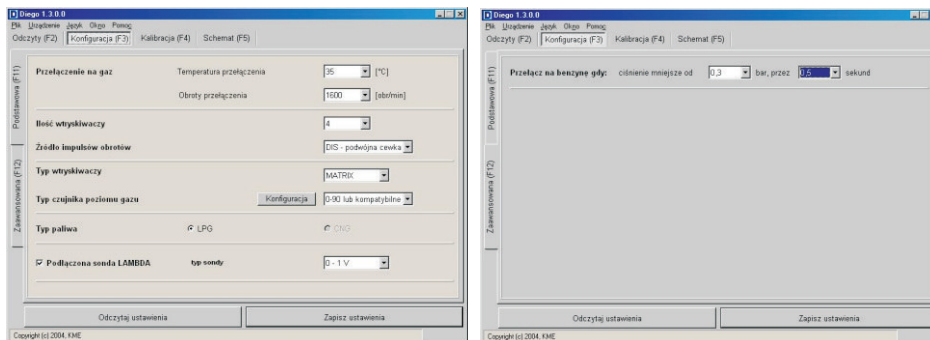 Diego 1.3.0.0
Plik Urządzenie Język Okno Pomoc
Odczyty (F2) Konfiguracja (F3) Kalibracja (F4) Schemat (F5)
Podstawowa (F11)
Zaawansowana (F12)
Przełączenie na gaz Temperatura przełączenia 35 [°C]
Obroty przełączenia 1600 [obr/min]
Ilość wtryskiwaczy 4
Źródło impulsów obrotów DIS - podwójna cewka
Typ wtryskiwaczy MATRIX
Typ czujnika poziomu gazu Konfiguracja 0-90 lub kompatybilne
Typ paliwa LPG CNG
Podłączona sonda LAMBDA typ sondy 0 - 1 V
Odczytaj ustawienia Zapisz ustawienia
Copyright (c) 2004, KME
Diego 1.3.0.0
Plik Urządzenie Język Okno Pomoc
Odczyty (F2) Konfiguracja (F3) Kalibracja (F4) Schemat (F5)
Podstawowa (F11)
Zaawansowana (F12)
Przełącz na benzynę gdy: ciśnienie mniejsze od 0,3 bar, przez 0,5 sekund
Odczytaj ustawienia Zapisz ustawienia
Copyright (c) 2004, KME